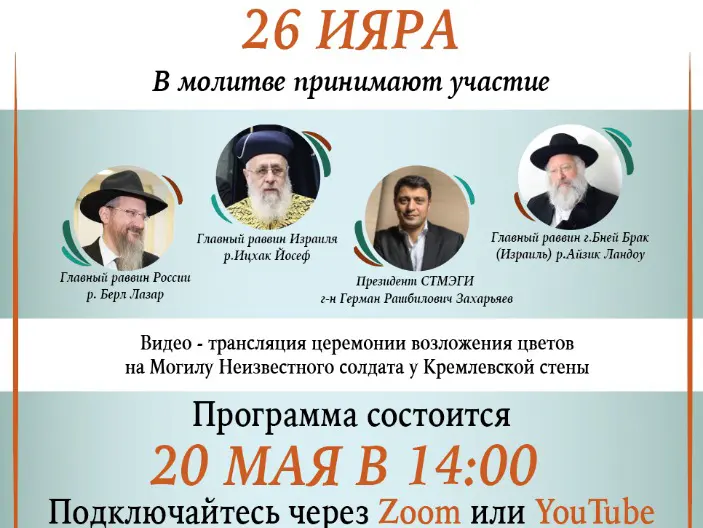 26 ИЯРА
В молитве принимают участие
Главный раввин России
р. Берл Лазар
Главный раввин Израиля
р.Ицхак Йосеф
Президент СТМЭГИ
г-н Герман Рашбилович Захарьяев
Главный раввин г.Бней Брак
(Израиль) р.Айзик Ландоу
Видео - трансляция церемонии возложения цветов
на Могилу Неизвестного солдата у Кремлевской стены
Программа состоится
20 МАЯ В 14:00
Подключайтесь через Zoom или YouTube